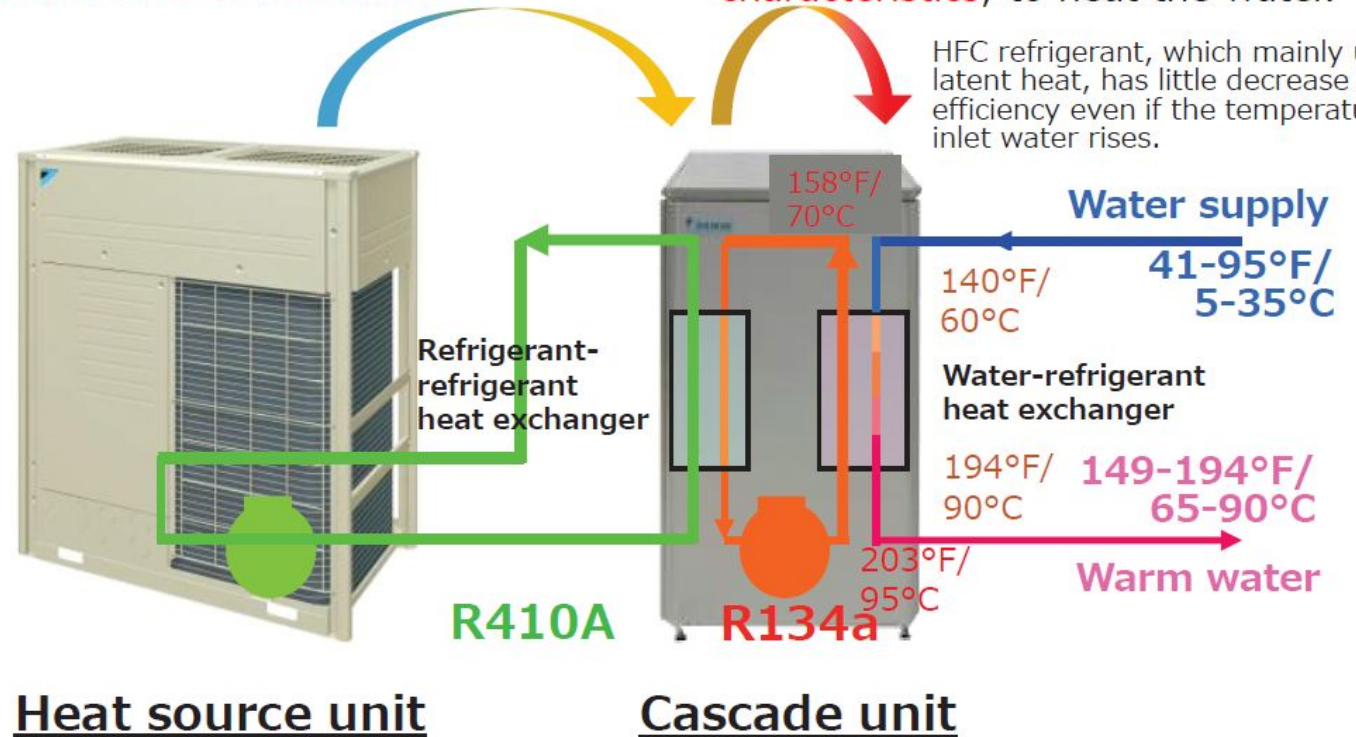 characteristics, to heat the water.
HFC refrigerant, which mainly
latent heat, has little decrease
efficiency even if the
inlet water rises.
158°F/
70°C
Water supply
41-95°F/
5-35°C
140°F/
60°C
Refrigerant-
refrigerant
heat exchanger
Water-refrigerant
heat exchanger
194°F/
90°C
149-194°F/
65-90°C
203°F/
95°C
Warm water
R410A
R134a
Heat source unit
Cascade unit